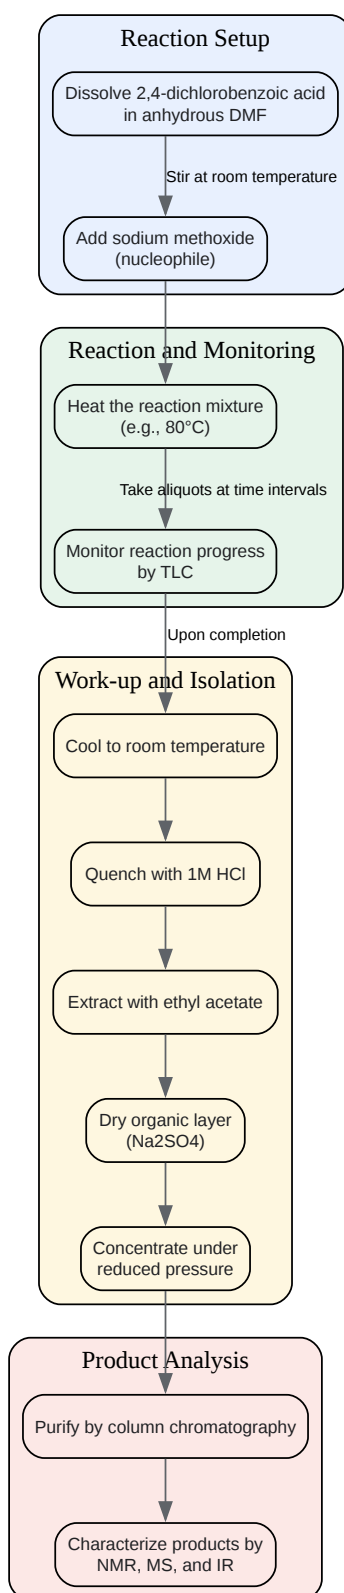 Reaction Setup
Dissolve 2,4-dichlorobenzoic acid
in anhydrous DMF
Stir at room temperature
Add sodium methoxide
(nucleophile)
Reaction and Monitoring
Heat the reaction mixture
(e.g., 80°C)
Take aliquots at time intervals
Monitor reaction progress
by TLC
Upon completion
Work-up and Isolation
Cool to room temperature
Quench with 1M HCl
Extract with ethyl acetate
Dry organic layer
(Na2SO4)
Concentrate under
reduced pressure
Product Analysis
Purify by column chromatography
Characterize products by
NMR, MS, and IR